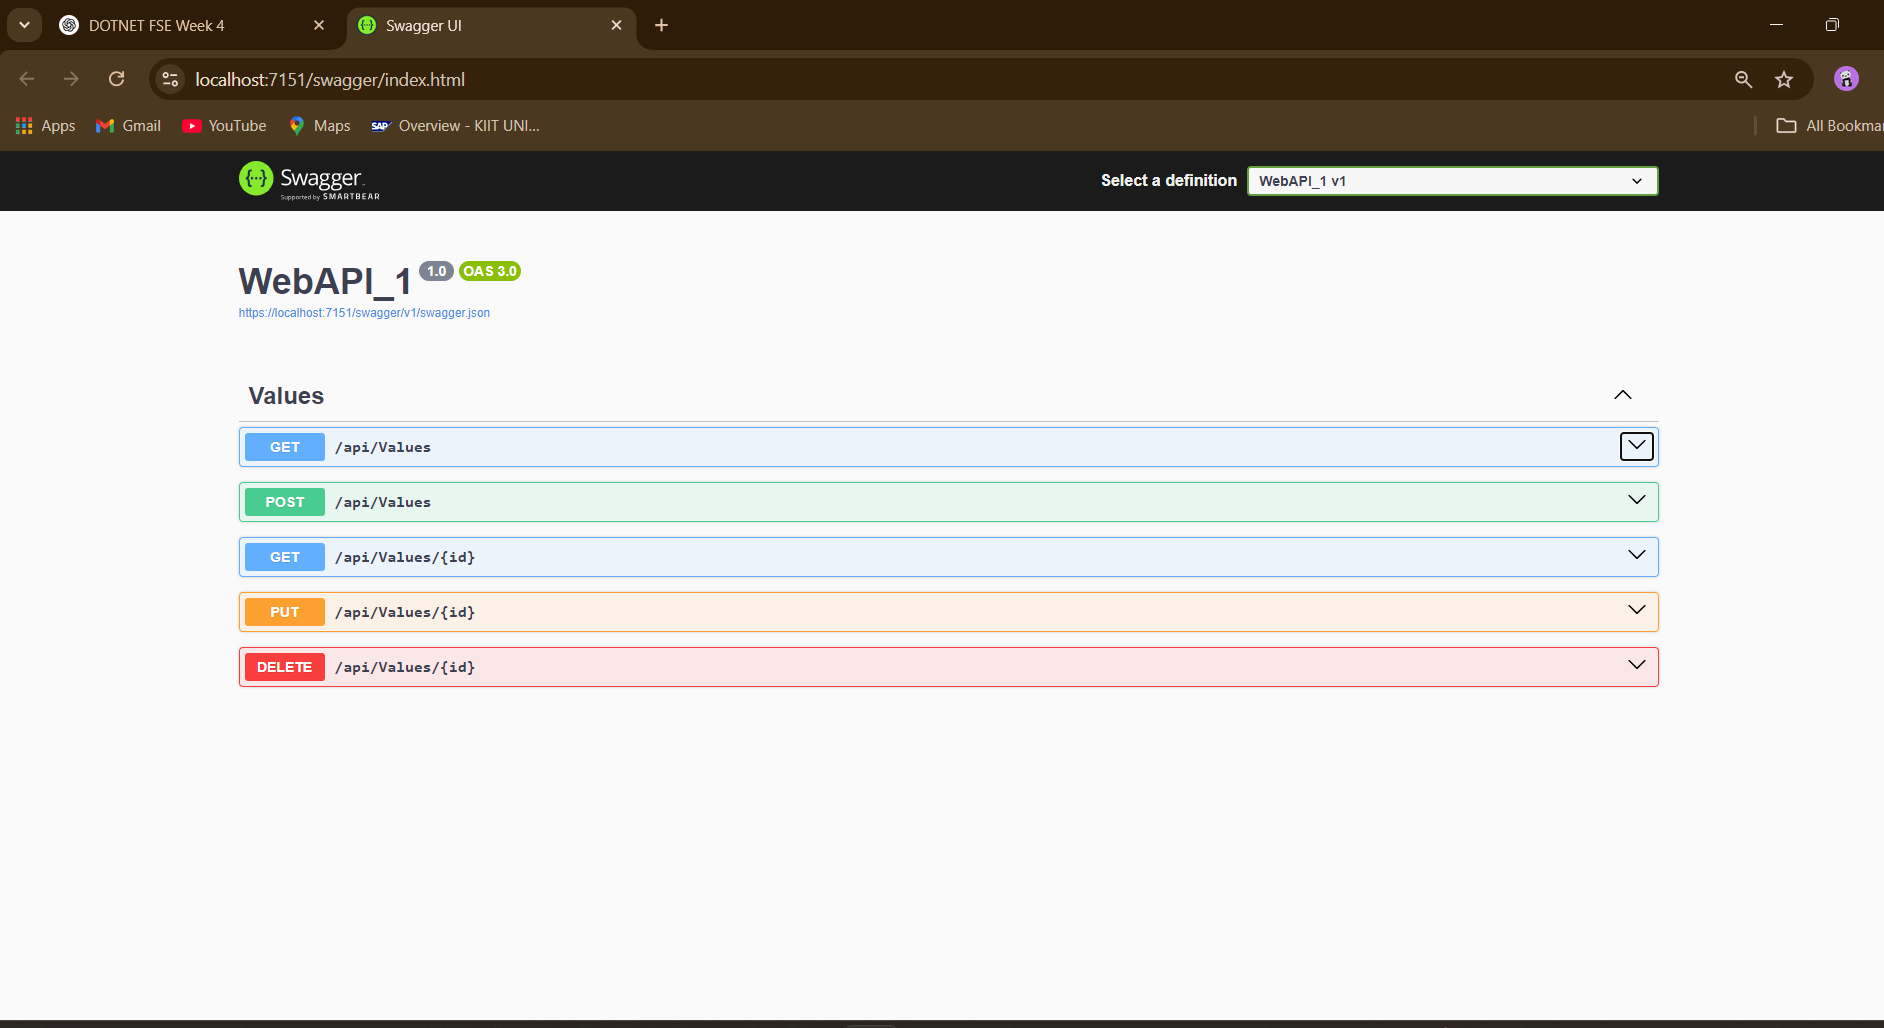 DOTNET FSE Week 4
Swagger UI
localhost:7151/swagger/index.html
Apps
Gmail
YouTube
Maps
SAP
Overview - KIIT UNI...
All Bookmar
Swagger
Supported by SMARTBEAR
Select a definition
WebAPI_1 v1
WebAPI_1 1.0 OAS 3.0
https://localhost:7151/swagger/v1/swagger.json
Values
GET /api/Values
POST /api/Values
GET /api/Values/{id}
PUT /api/Values/{id}
DELETE /api/Values/{id}